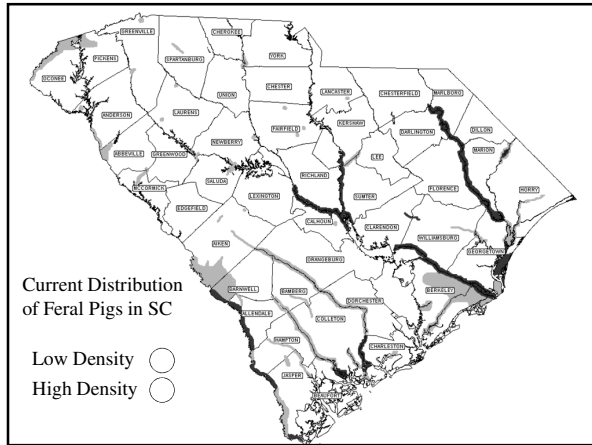 GREENVILLE
CHEROKEE
YORK
PICKENS
SPARTANBURG
OCONEE
UNION
CHESTER
LANCASTER
CHESTERFIELD
MARLBORO
ANDERSON
LAURENS
FAIRFIELD
KERSHAW
DARLINGTON
DILLON
ABBEVILLE
GREENWOOD
NEWBERRY
LEE
MARION
MCCORMICK
SALUDA
RICHLAND
FLORENCE
HORRY
EDGEFIELD
LEXINGTON
SUMTER
CALHOUN
CLARENDON
WILLIAMSBURG
AIKEN
ORANGEBURG
GEORGETOWN
Current Distribution
of Feral Pigs in SC
BARNWELL
BAMBERG
BERKELEY
DORCHESTER
ALLENDALE
COLLETON
HAMPTON
CHARLESTON
Low Density
JASPER
High Density
BEAUFORT